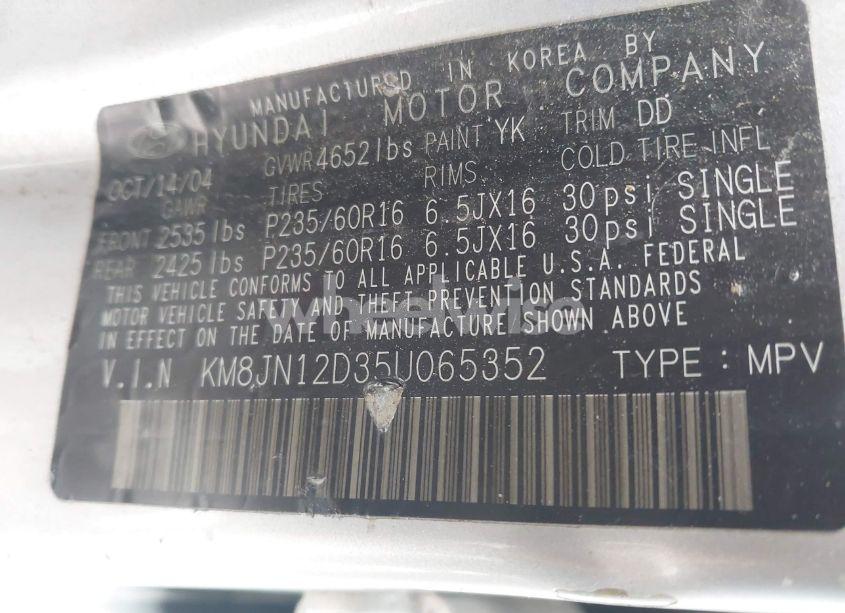 MANUFACTURED IN KOREA BY
HYUNDAI MOTOR COMPANY
OCT/14/04 GVWR 4652lbs PAINT YK TRIM DD
GAWR TIRES RIMS COLD TIRE INFL
FRONT 2535lbs P235/60R16 6.5JX16 30psi SINGLE
REAR 2425lbs P235/60R16 6.5JX16 30psi SINGLE
THIS VEHICLE CONFORMS TO ALL APPLICABLE U.S.A. FEDERAL
MOTOR VEHICLE SAFETY AND THEFT PREVENTION STANDARDS
IN EFFECT ON THE DATE OF MANUFACTURE SHOWN ABOVE
wheelwise
V.I.N KM8JN12D35U065352 TYPE : MPV